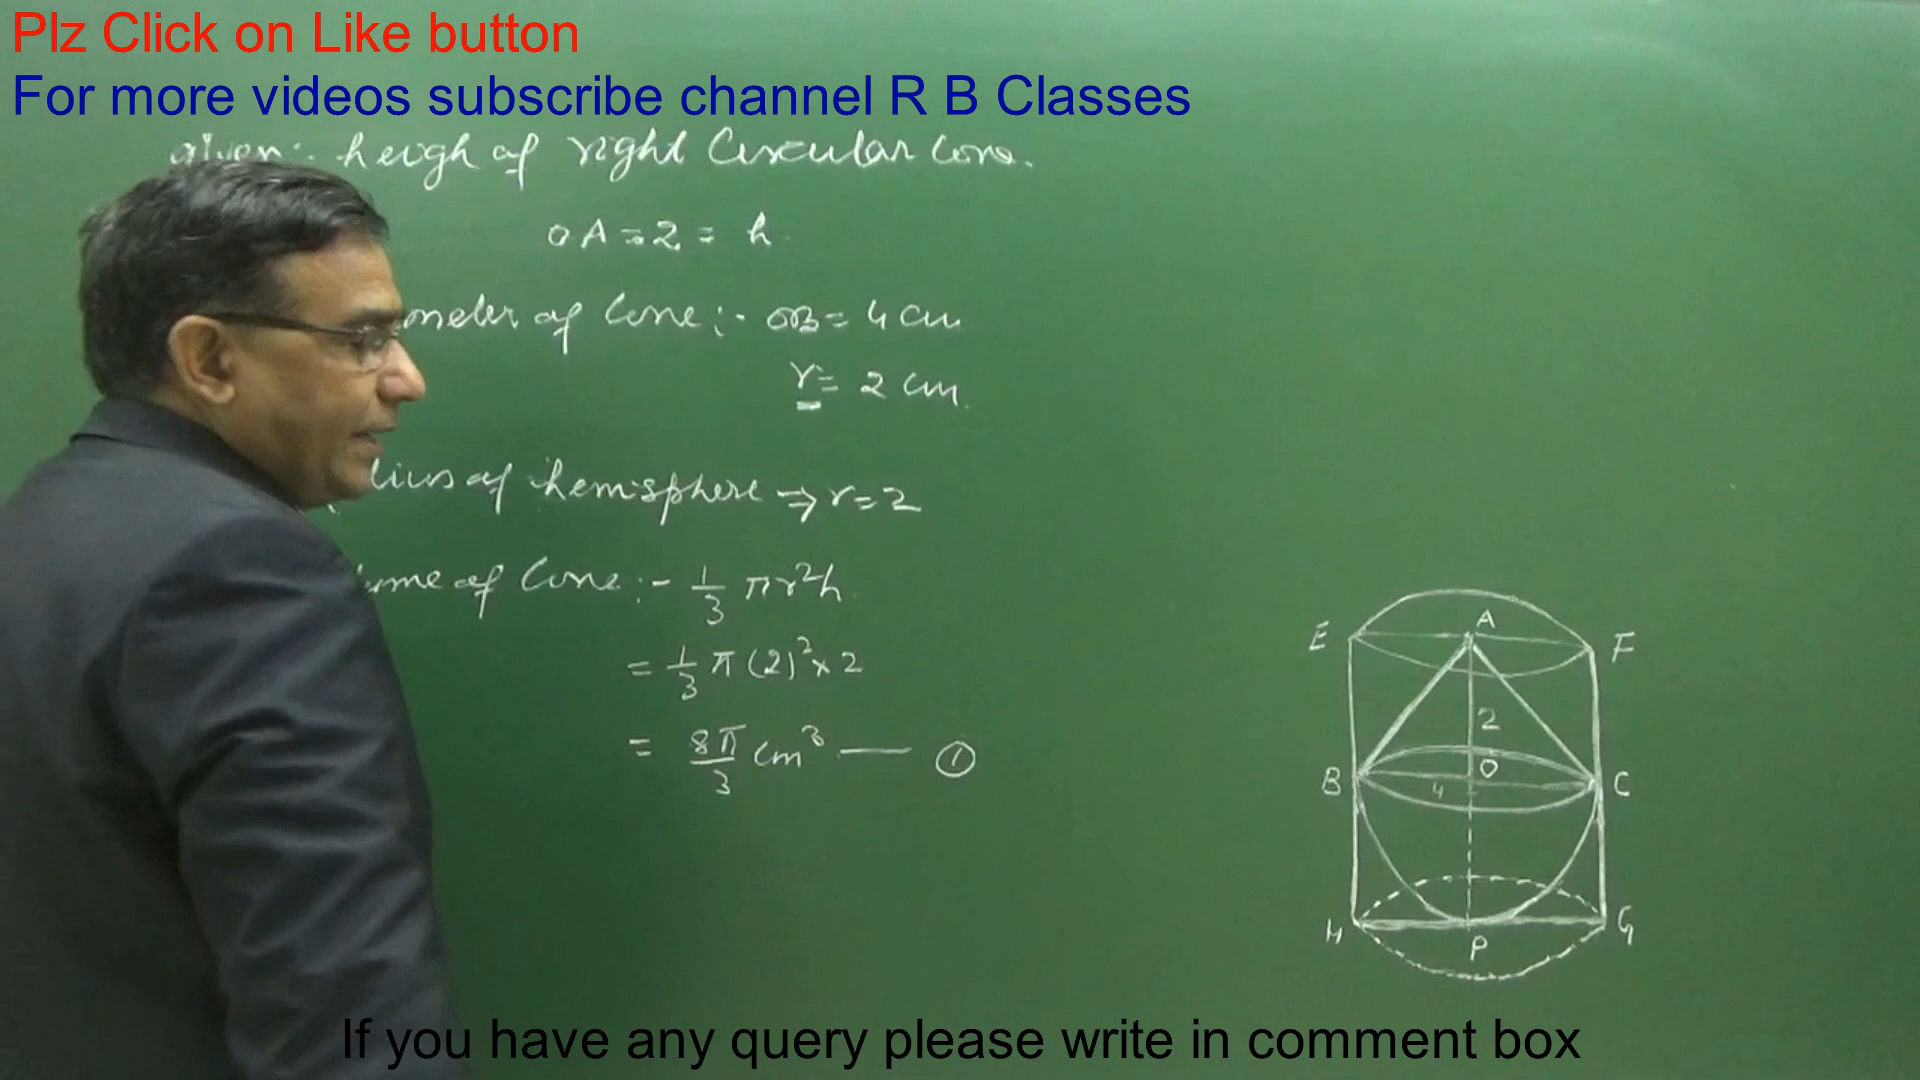 Plz Click on Like button
For more videos subscribe channel R B Classes
given:- heigh of right Circular Cone.
OA = 2 = h.
meter of Cone :- OB = 4 cm
r = 2 cm.
dius of hemisphere ⇒ r = 2
ume of Cone :- 1/3 πr²h.
= 1/3 π (2)² × 2
= 8π/3 cm³ — ①
E A F
2
B O C
4
H P G
If you have any query please write in comment box